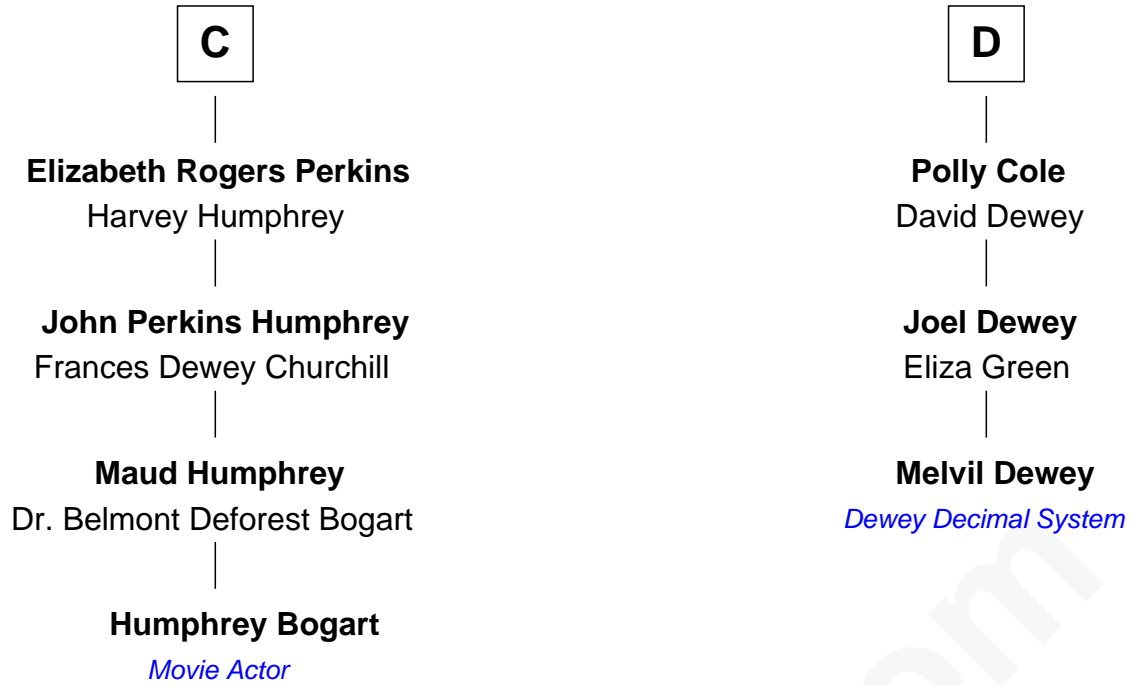 C
Elizabeth Rogers Perkins
Harvey Humphrey
John Perkins Humphrey
Frances Dewey Churchill
Maud Humphrey
Dr. Belmont Deforest Bogart
Humphrey Bogart
Movie Actor
D
Polly Cole
David Dewey
Joel Dewey
Eliza Green
Melvil Dewey
Dewey Decimal System
om